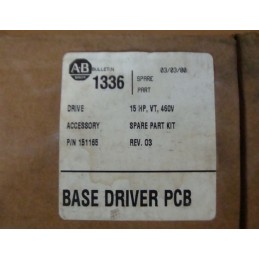 AB BULLETIN 1336 SPARE PART 03/03/00
DRIVE 15 HP, VT, 460V
ACCESSORY SPARE PART KIT
P/N 151165 REV. 03
BASE DRIVER PCB